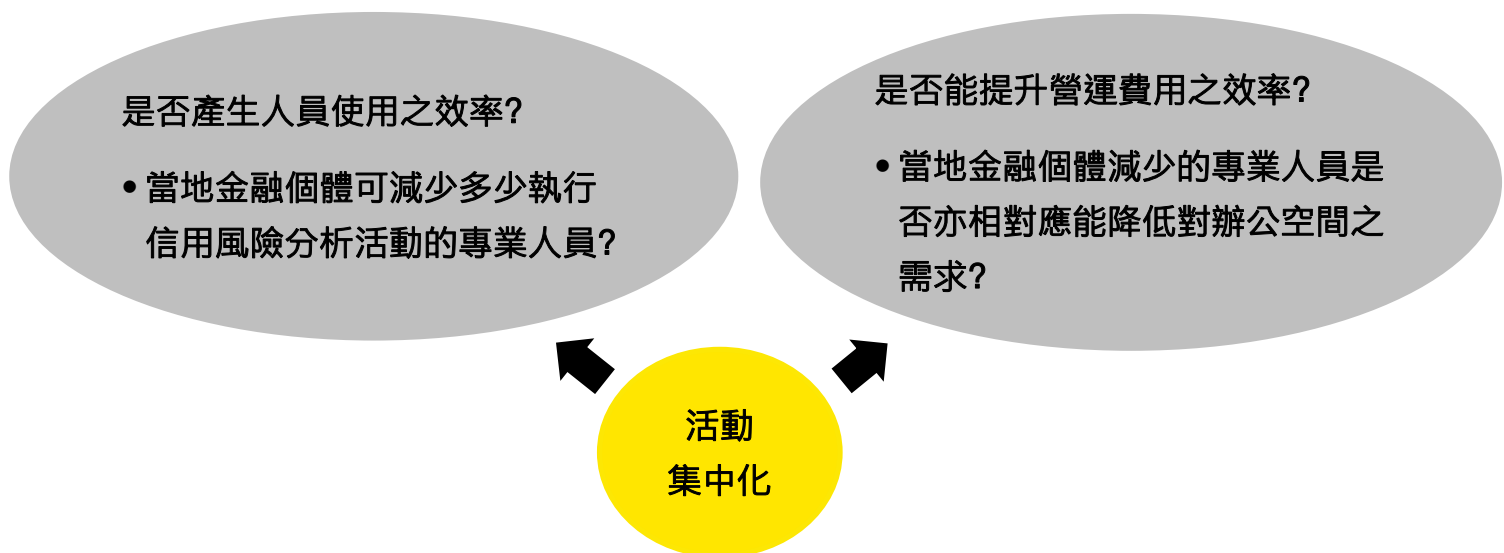 是否產生人員使用之效率?
• 當地金融個體可減少多少執行
信用風險分析活動的專業人員?
是否能提升營運費用之效率?
• 當地金融個體減少的專業人員是
否亦相對應能降低對辦公空間之
需求?
活動
集中化